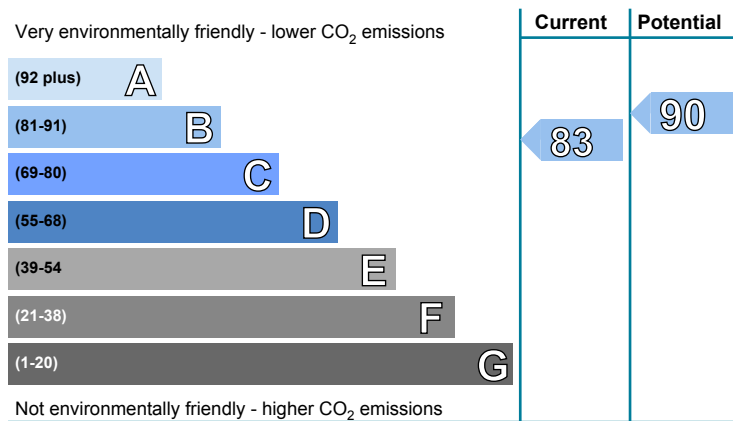 Current Potential
Very environmentally friendly - lower CO₂ emissions
(92 plus) A
(81-91) B
(69-80) C
(55-68) D
(39-54 E
(21-38) F
(1-20) G
83
90
Not environmentally friendly - higher CO₂ emissions